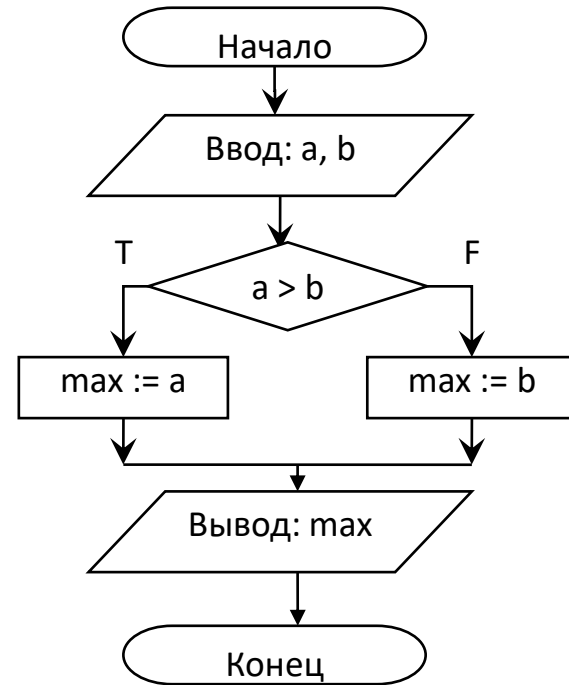 Начало
Ввод: a, b
T
F
a > b
max := a
max := b
Вывод: max
Конец